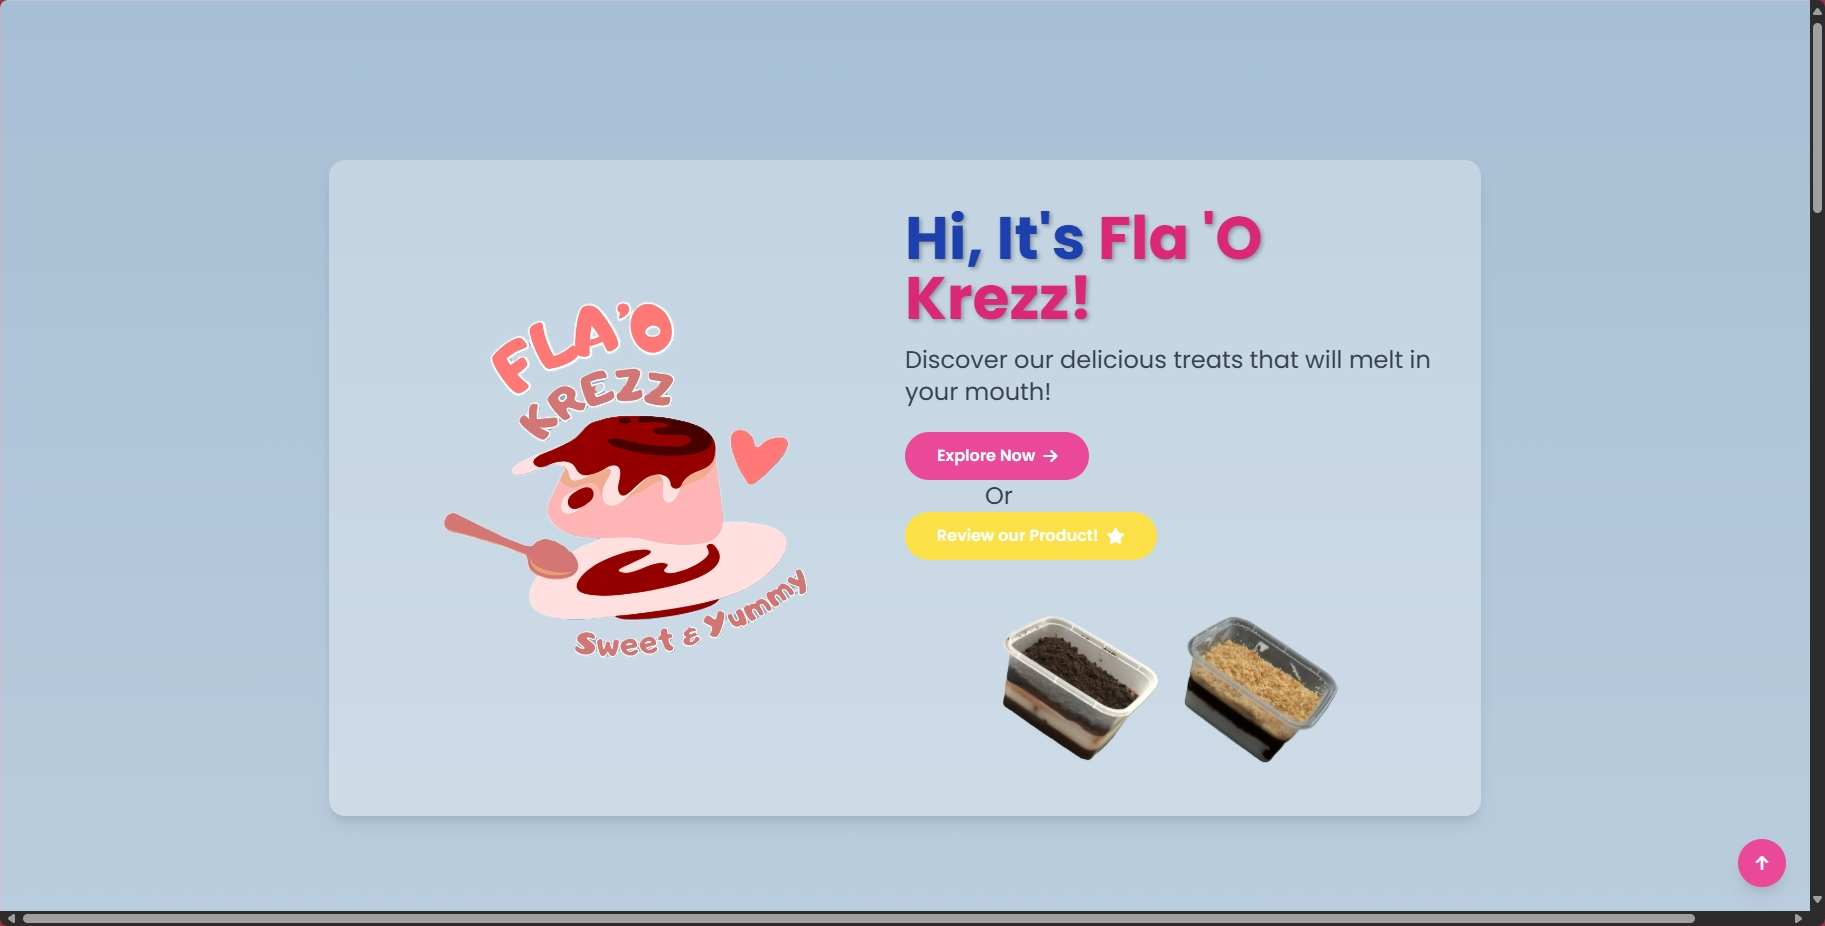 FLA'O
KREZZ
Sweet & Yummy
Hi, It's Fla 'O
Krezz!
Discover our delicious treats that will melt in
your mouth!
Explore Now
Or
Review our Product!